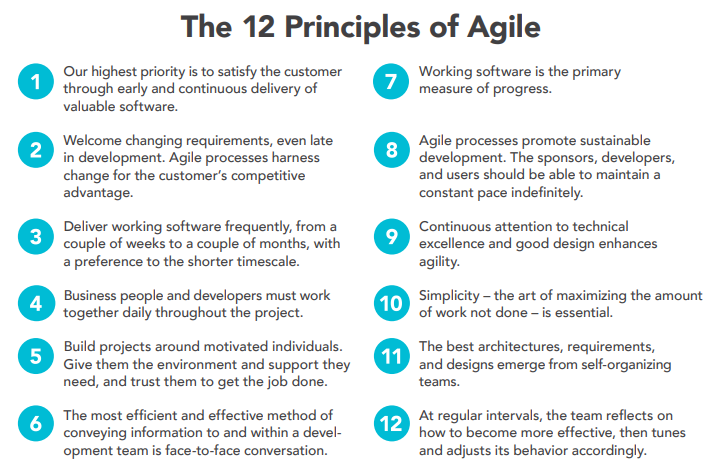 The 12 Principles of Agile
1
Our highest priority is to satisfy the customer
through early and continuous delivery of
valuable software.
2
Welcome changing requirements, even late
in development. Agile processes harness
change for the customer’s competitive
advantage.
3
Deliver working software frequently, from a
couple of weeks to a couple of months, with
a preference to the shorter timescale.
4
Business people and developers must work
together daily throughout the project.
5
Build projects around motivated individuals.
Give them the environment and support they
need, and trust them to get the job done.
6
The most efficient and effective method of
conveying information to and within a devel-
opment team is face-to-face conversation.
7
Working software is the primary
measure of progress.
8
Agile processes promote sustainable
development. The sponsors, developers,
and users should be able to maintain a
constant pace indefinitely.
9
Continuous attention to technical
excellence and good design enhances
agility.
10
Simplicity – the art of maximizing the amount
of work not done – is essential.
11
The best architectures, requirements,
and designs emerge from self-organizing
teams.
12
At regular intervals, the team reflects on
how to become more effective, then tunes
and adjusts its behavior accordingly.